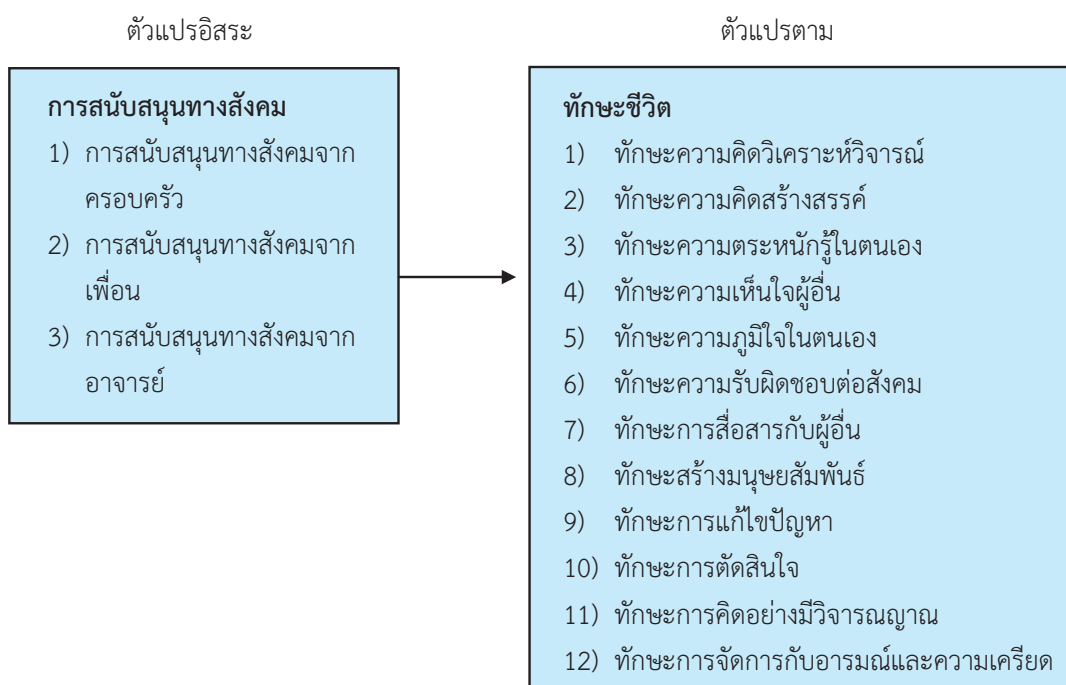 ตัวแปรอิสระ
ตัวแปรตาม
การสนับสนุนทางสังคม
1) การสนับสนุนทางสังคมจาก
ครอบครัว
2) การสนับสนุนทางสังคมจาก
เพื่อน
3) การสนับสนุนทางสังคมจาก
อาจารย์
ทักษะชีวิต
1) ทักษะความคิดวิเคราะห์วิจารณ์
2) ทักษะความคิดสร้างสรรค์
3) ทักษะความตระหนักรู้ในตนเอง
4) ทักษะความเห็นใจผู้อื่น
5) ทักษะความภูมิใจในตนเอง
6) ทักษะความรับผิดชอบต่อสังคม
7) ทักษะการสื่อสารกับผู้อื่น
8) ทักษะสร้างมนุษยสัมพันธ์
9) ทักษะการแก้ไขปัญหา
10) ทักษะการตัดสินใจ
11) ทักษะการคิดอย่างมีวิจารณญาณ
12) ทักษะการจัดการกับอารมณ์และความเครียด